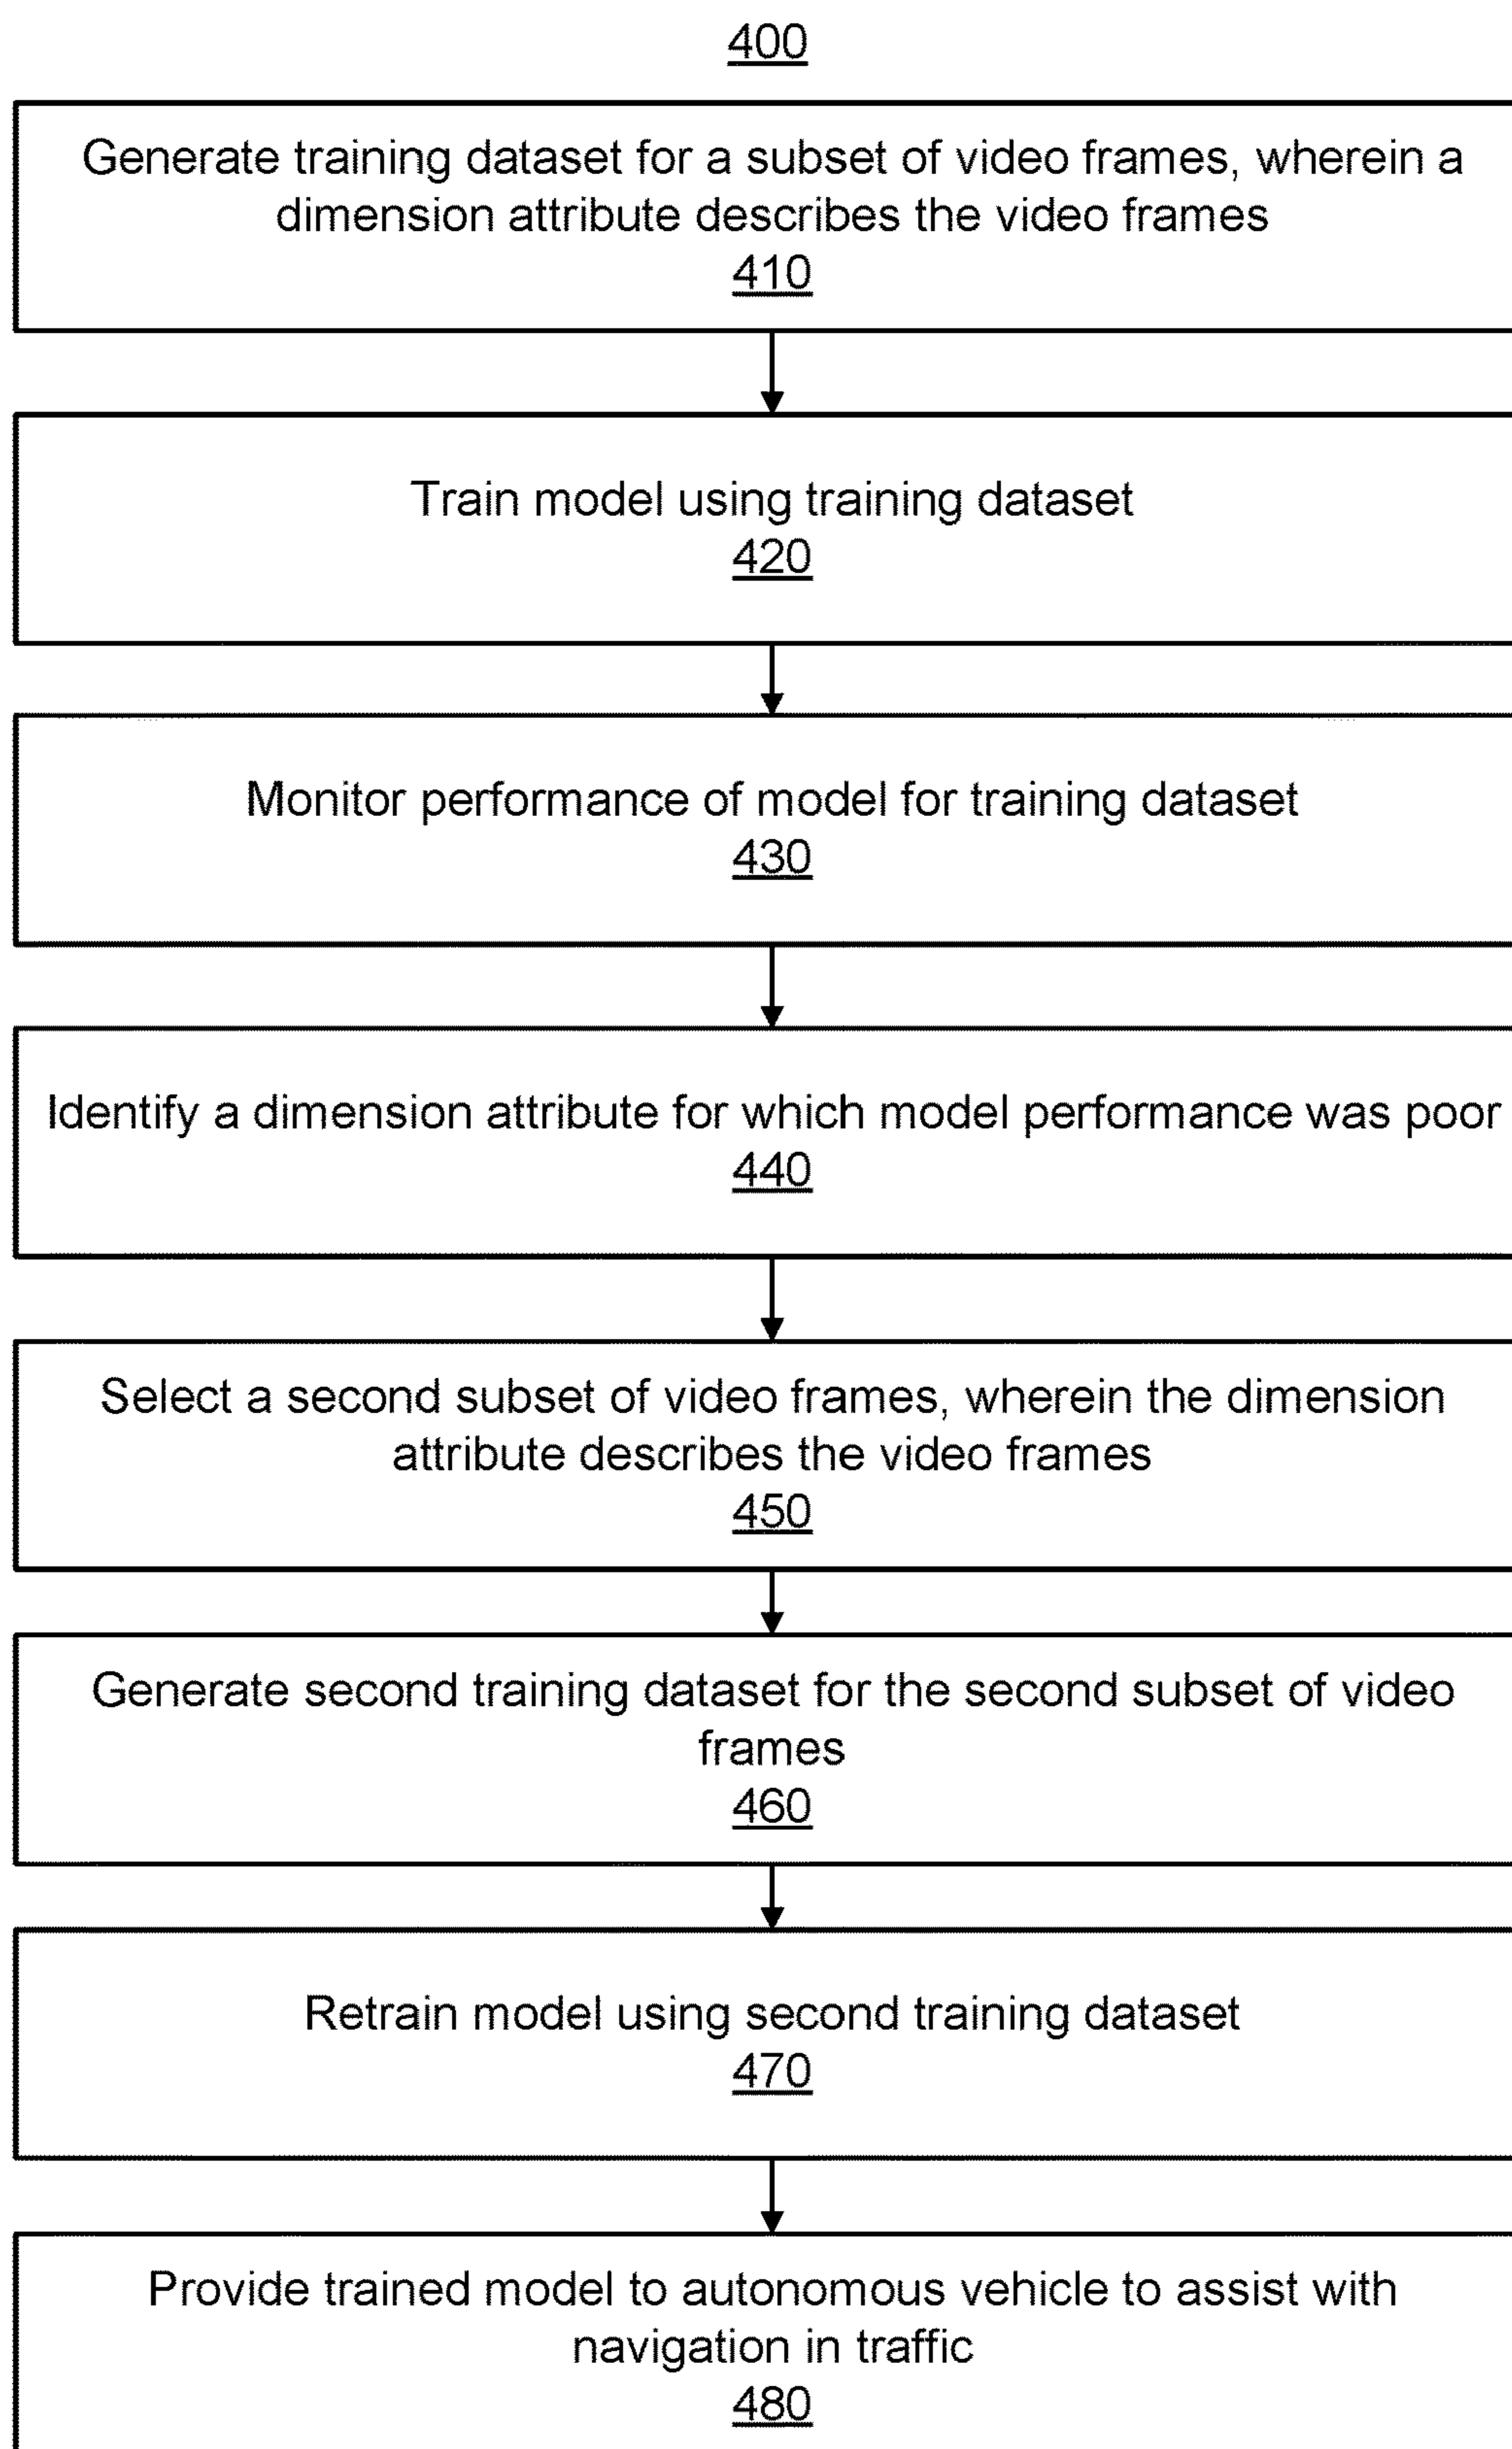 400
Generate training dataset for a subset of video frames, wherein a
dimension attribute describes the video frames
410
Train model using training dataset
420
Monitor performance of model for training dataset
430
Identify a dimension attribute for which model performance was poor
440
Select a second subset of video frames, wherein the dimension
attribute describes the video frames
450
Generate second training dataset for the second subset of video
frames
460
Retrain model using second training dataset
470
Provide trained model to autonomous vehicle to assist with
navigation in traffic
480